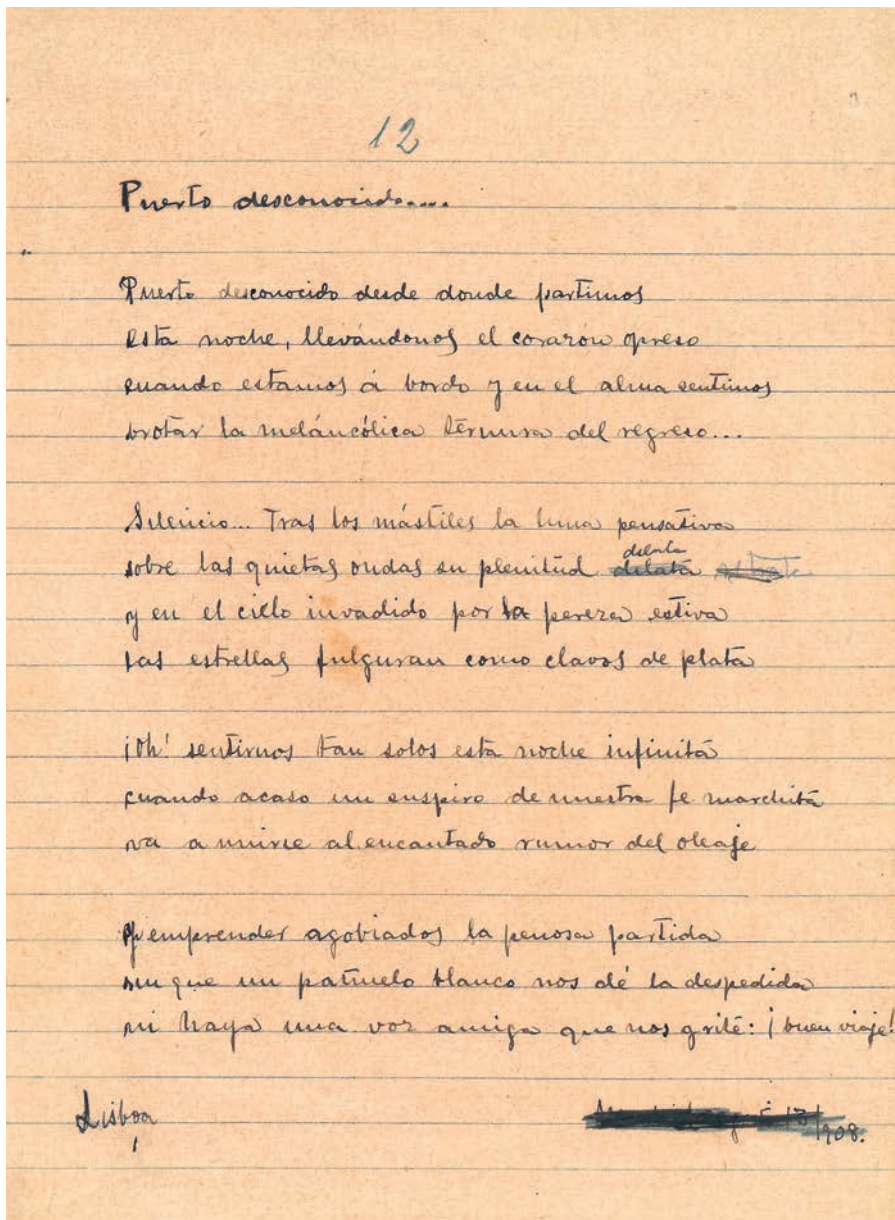 12
Puerto desconocido....
Puerto desconocido desde donde partimos
esta noche, llevándonos el corazón opreso
cuando estamos á bordo y en el alma sentimos
brotar la meláncólica ternura del regreso...
Silencio... Tras los mástiles la luna pensativa
sobre las quietas ondas su plenitud dilata
y en el cielo invadido por la pereza estiva
las estrellas fulguran como clavos de plata
¡Oh! sentirnos tan solos esta noche infinita
cuando acaso un suspiro de nuestra fe marchita
va a unirse al encantado rumor del oleaje
y emprender agobiados la penosa partida
sin que un pañuelo blanco nos dé la despedida
ni haya una voz amiga que nos grite: ¡buen viaje!
Lisboa
1908.